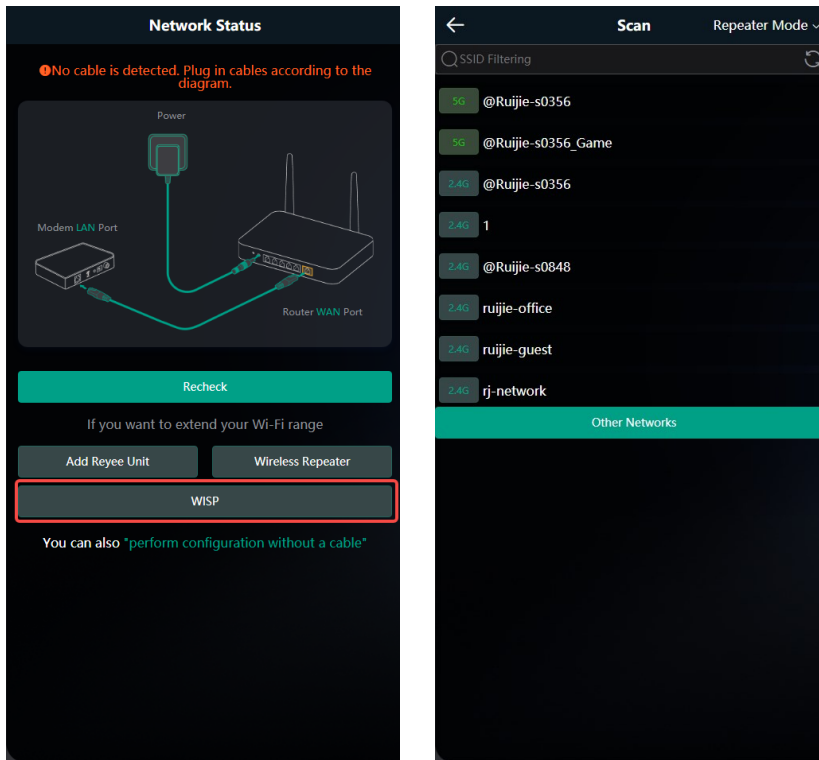 Network Status
No cable is detected. Plug in cables according to the
diagram.
Power
Modem LAN Port
Router WAN Port
Recheck
If you want to extend your Wi-Fi range
Add Reyee Unit
Wireless Repeater
WISP
You can also "perform configuration without a cable"
Scan
Repeater Mode
SSID Filtering
5G @Ruijie-s0356
5G @Ruijie-s0356_Game
2.4G @Ruijie-s0356
2.4G 1
2.4G @Ruijie-s0848
2.4G ruijie-office
2.4G ruijie-guest
2.4G rj-network
Other Networks